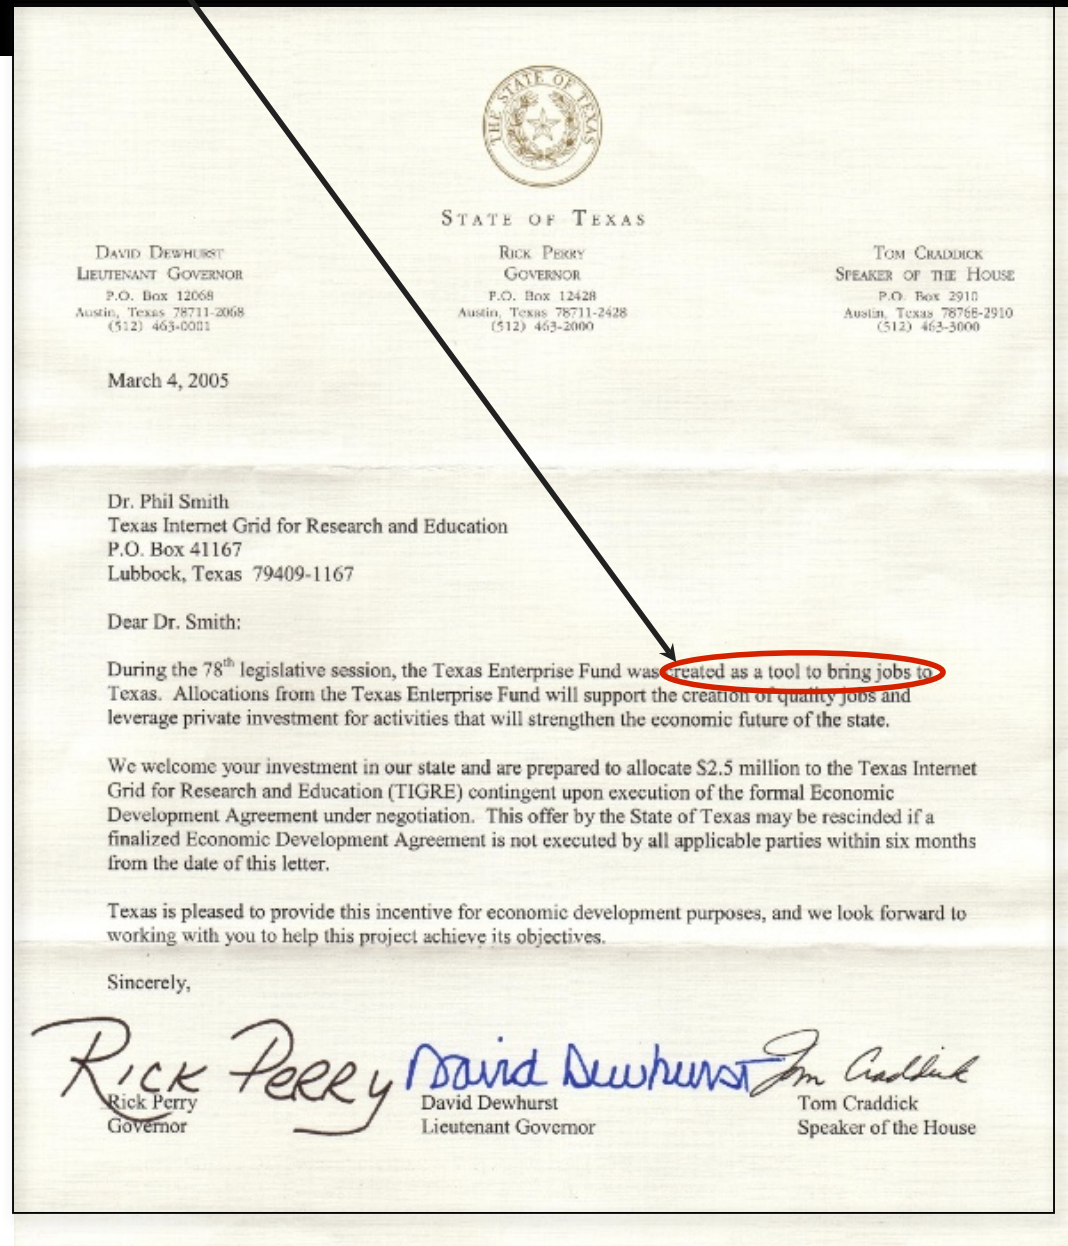 THE STATE OF TEXAS
STATE OF TEXAS
DAVID DEWHURST
LIEUTENANT GOVERNOR
P.O. Box 12068
Austin, Texas 78711-2068
(512) 463-0001
RICK PERRY
GOVERNOR
P.O. Box 12428
Austin, Texas 78711-2428
(512) 463-2000
TOM CRADDICK
SPEAKER OF THE HOUSE
P.O. Box 2910
Austin, Texas 78768-2910
(512) 463-3000
March 4, 2005
Dr. Phil Smith
Texas Internet Grid for Research and Education
P.O. Box 41167
Lubbock, Texas 79409-1167
Dear Dr. Smith:
During the 78th legislative session, the Texas Enterprise Fund was created as a tool to bring jobs to
Texas. Allocations from the Texas Enterprise Fund will support the creation of quality jobs and
leverage private investment for activities that will strengthen the economic future of the state.
We welcome your investment in our state and are prepared to allocate $2.5 million to the Texas Internet
Grid for Research and Education (TIGRE) contingent upon execution of the formal Economic
Development Agreement under negotiation. This offer by the State of Texas may be rescinded if a
finalized Economic Development Agreement is not executed by all applicable parties within six months
from the date of this letter.
Texas is pleased to provide this incentive for economic development purposes, and we look forward to
working with you to help this project achieve its objectives.
Sincerely,
RICK PERRY
Rick Perry
Governor
David Dewhurst
David Dewhurst
Lieutenant Governor
Tom Craddick
Tom Craddick
Speaker of the House